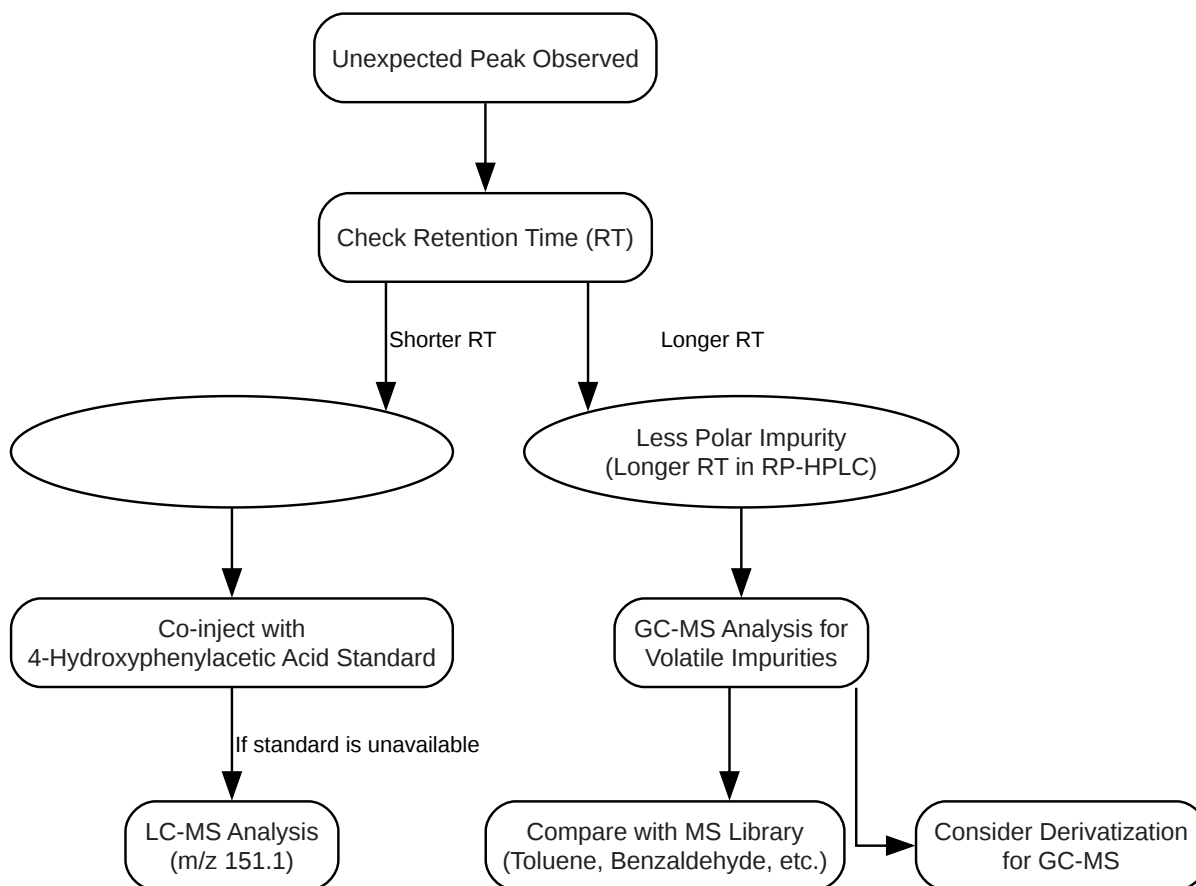 Unexpected Peak Observed
Check Retention Time (RT)
Shorter RT
Longer RT
Less Polar Impurity
(Longer RT in RP-HPLC)
Co-inject with
4-Hydroxyphenylacetic Acid Standard
GC-MS Analysis for
Volatile Impurities
If standard is unavailable
LC-MS Analysis
(m/z 151.1)
Compare with MS Library
(Toluene, Benzaldehyde, etc.)
Consider Derivatization
for GC-MS